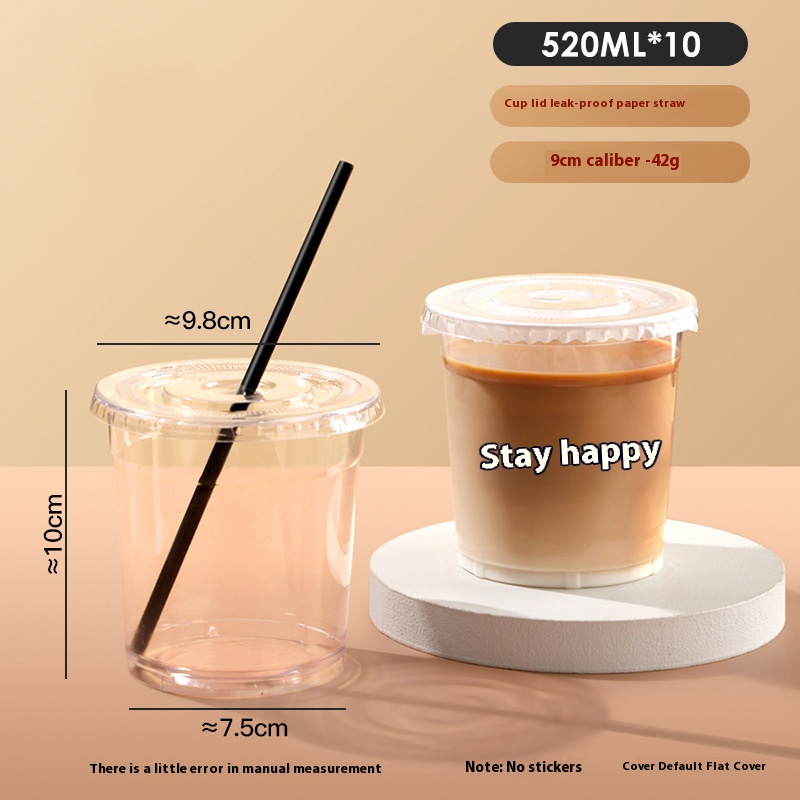 520ML*10
Cup lid leak-proof paper straw
9cm caliber -42g
≈9.8cm
Stay happy
≈10cm
≈7.5cm
There is a little error in manual measurement
Note: No stickers
Cover Default Flat Cover